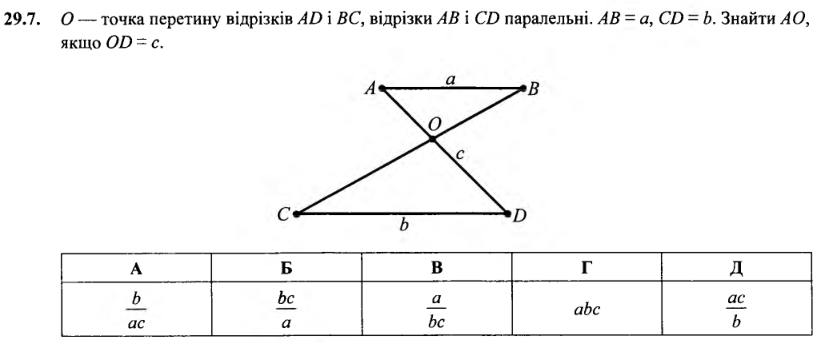 29.7. O — точка перетину відрізків AD і BC, відрізки AB і CD паралельні. AB = a, CD = b. Знайти AO,
якщо OD = c.
A a B
O
c
C b D
А Б В Г Д
b/ac bc/a a/bc abc ac/b